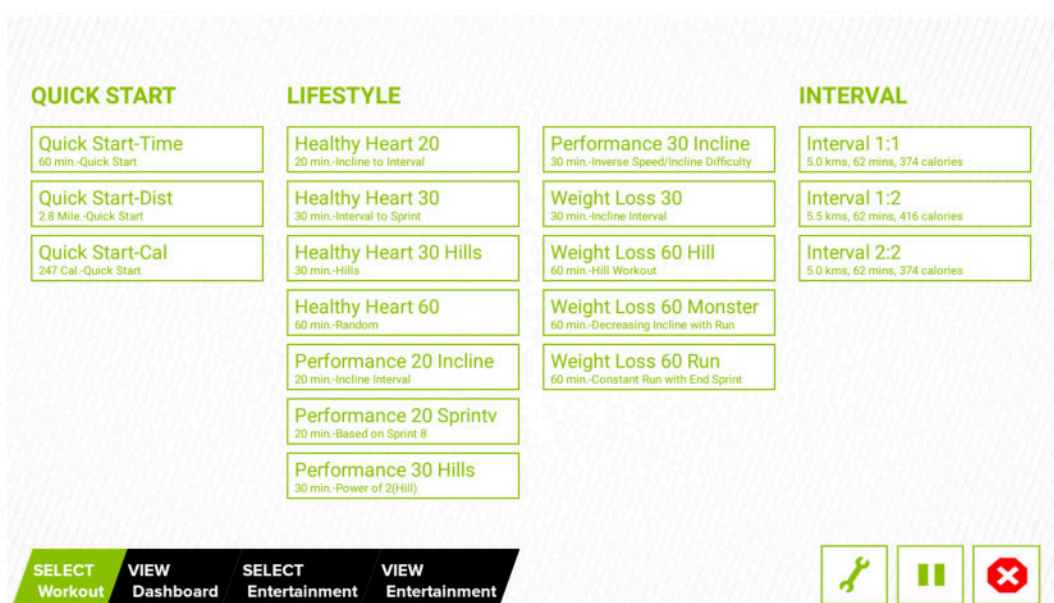 QUICK START
Quick Start-Time
60 min.-Quick Start
Quick Start-Dist
2.8 Mile.-Quick Start
Quick Start-Cal
247 Cal.-Quick Start
LIFESTYLE
Healthy Heart 20
20 min.-Incline to Interval
Healthy Heart 30
30 min.-Interval to Sprint
Healthy Heart 30 Hills
30 min.-Hills
Healthy Heart 60
60 min.-Random
Performance 20 Incline
20 min.-Incline Interval
Performance 20 Sprintv
20 min.-Based on Sprint 8
Performance 30 Hills
30 min.-Power of 2(Hill)
Performance 30 Incline
30 min.-Inverse Speed/Incline Difficulty
Weight Loss 30
30 min.-Incline Interval
Weight Loss 60 Hill
60 min.-Hill Workout
Weight Loss 60 Monster
60 min.-Decreasing Incline with Run
Weight Loss 60 Run
60 min.-Constant Run with End Sprint
INTERVAL
Interval 1:1
5.0 kms, 62 mins, 374 calories
Interval 1:2
5.5 kms, 62 mins, 416 calories
Interval 2:2
5.0 kms, 62 mins, 374 calories
SELECT
Workout
VIEW
Dashboard
SELECT
Entertainment
VIEW
Entertainment